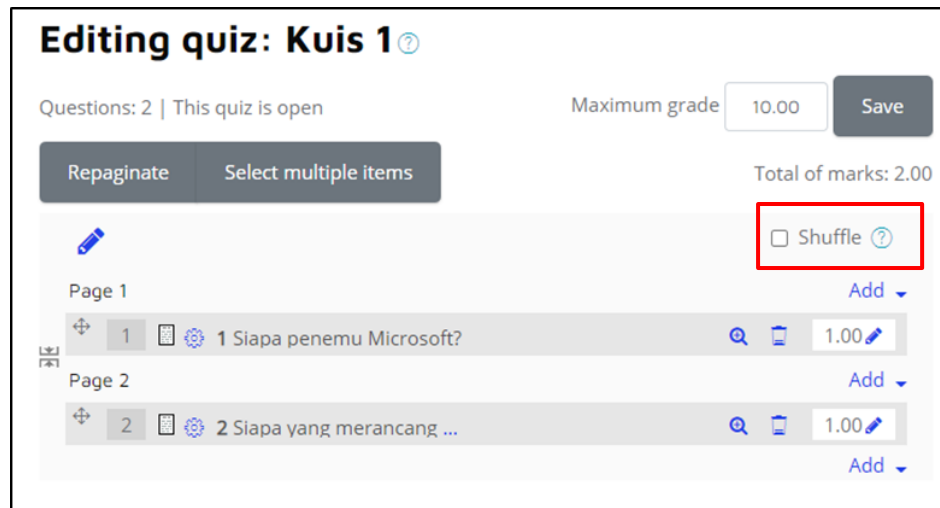 Editing quiz: Kuis 1
Questions: 2 | This quiz is open
Maximum grade 10.00 Save
Repaginate Select multiple items
Total of marks: 2.00
Shuffle
Page 1 Add
1 1 Siapa penemu Microsoft? 1.00
Page 2 Add
2 2 Siapa yang merancang ... 1.00
Add